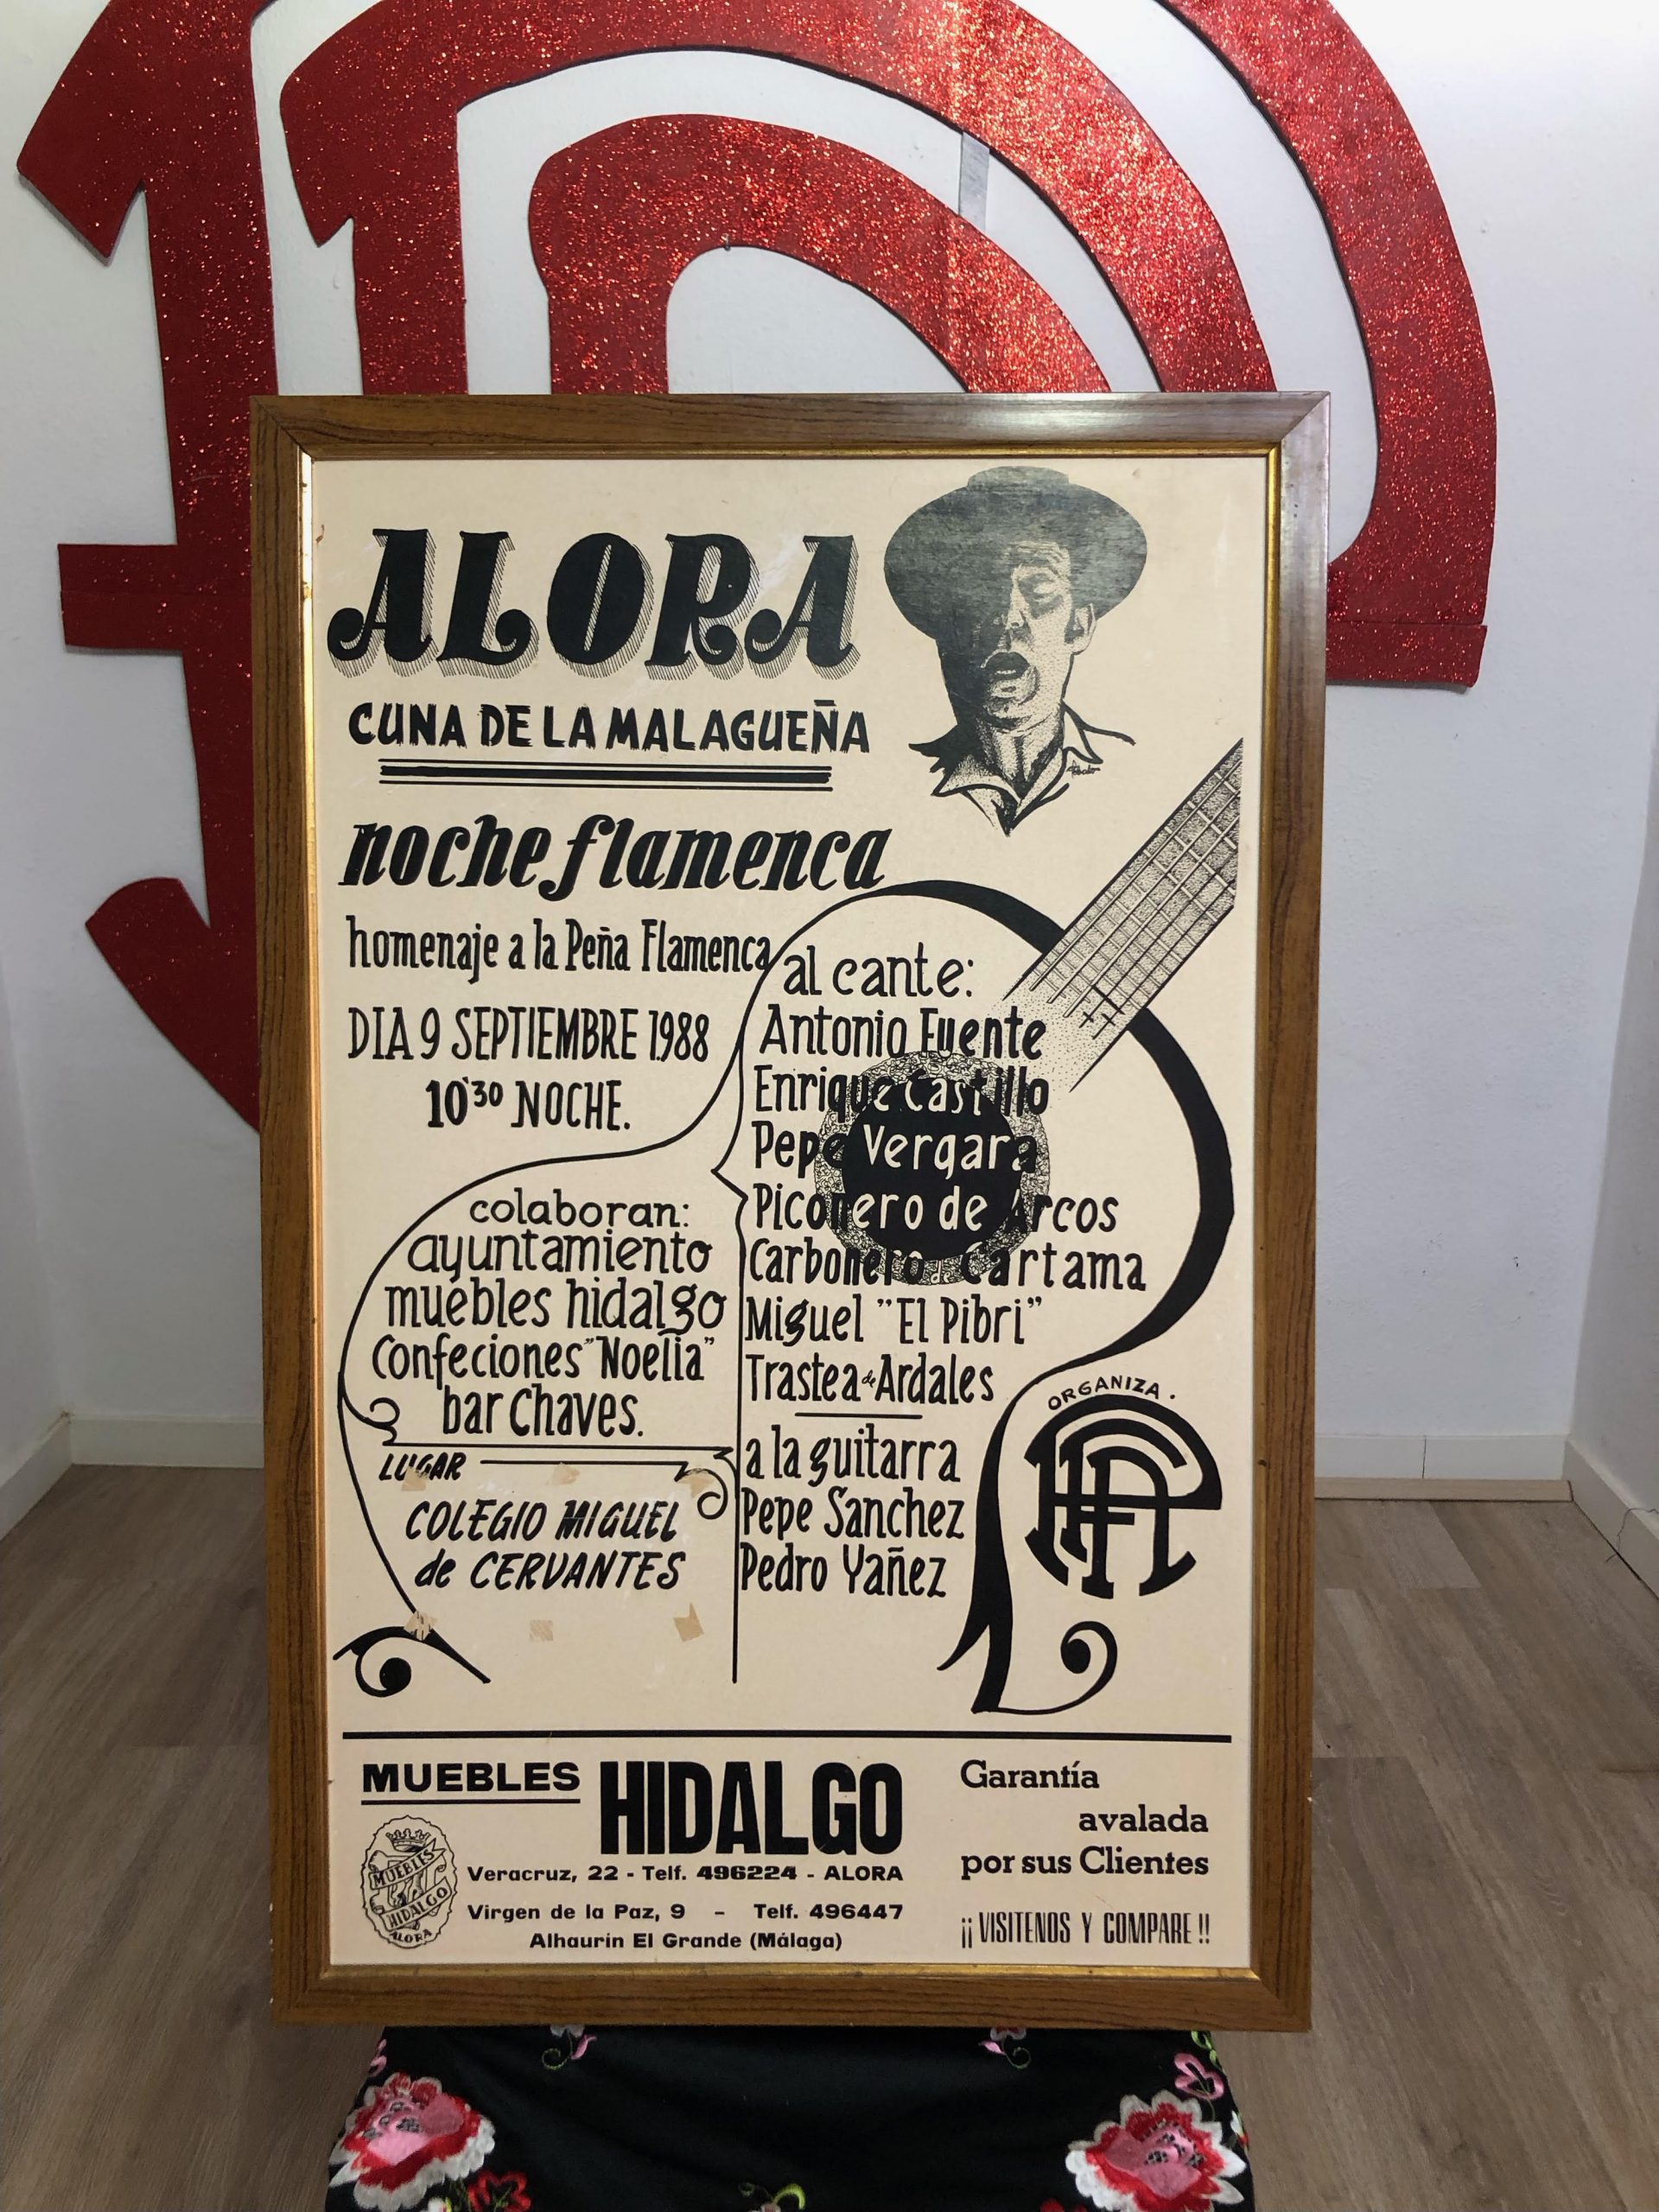 ALORA
CUNA DE LA MALAGUEÑA
noche flamenca
homenaje a la Peña Flamenca
DIA 9 SEPTIEMBRE 1988
10'30 NOCHE.
colaboran:
ayuntamiento
muebles hidalgo
Confeciones "Noelia"
bar Chaves.
LUGAR
COLEGIO MIGUEL
de CERVANTES
al cante:
Antonio Fuente
Enrique Castillo
Pepe Vergara
Piconero de Arcos
Carbonero d Cartama
Miguel "El Pibri"
Trastea de Ardales
a la guitarra
Pepe Sanchez
Pedro Yañez
ORGANIZA.
MUEBLES HIDALGO
MUEBLES
HIDALGO
ALORA
Veracruz, 22 - Telf. 496224 - ALORA
Virgen de la Paz, 9 - Telf. 496447
Alhaurín El Grande (Málaga)
Garantía
avalada
por sus Clientes
¡¡VISITENOS Y COMPARE!!